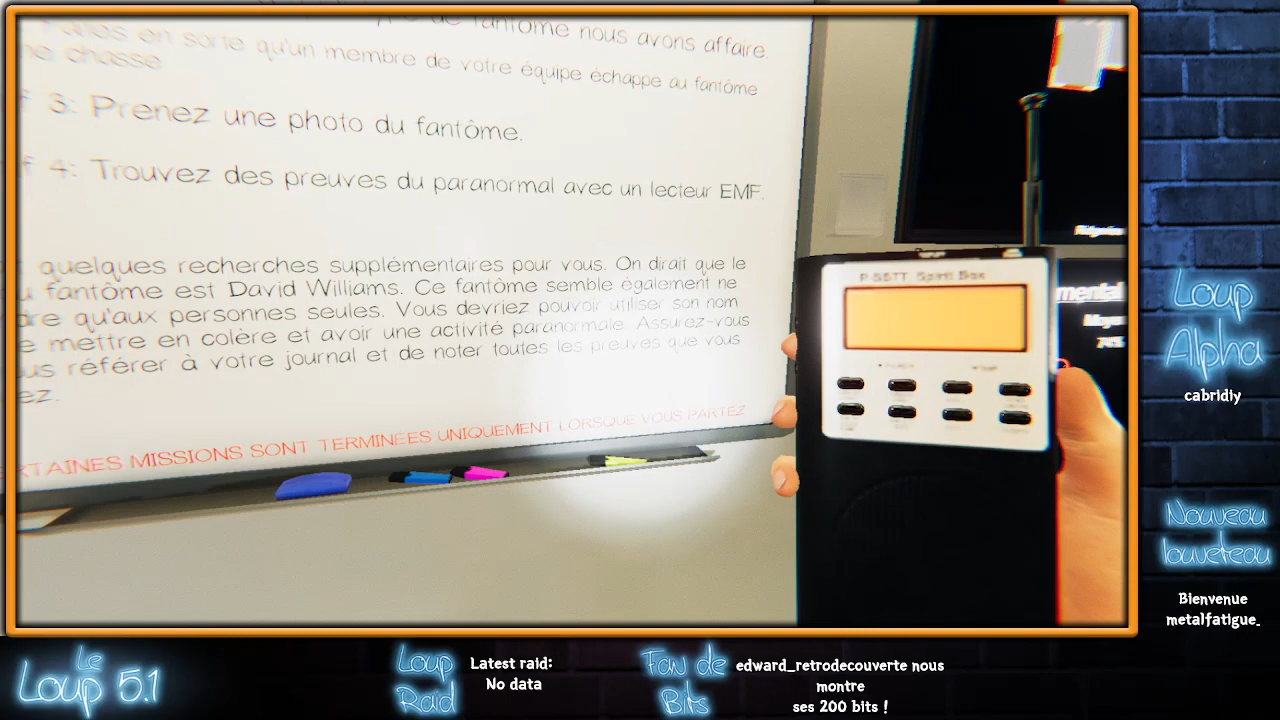 de fantôme nous avons affaire.
en sorte qu'un membre de votre équipe échappe au fantôme
chasse
3: Prenez une photo du fantôme.
4: Trouvez des preuves du paranormal avec un lecteur EMF.
quelques recherches supplémentaires pour vous. On dirait que le
fantôme est David Williams. Ce fantôme semble également ne
qu'aux personnes seules. Vous devriez pouvoir utiliser son nom
mettre en colère et avoir une activité paranormale. Assurez-vous
référer à votre journal et de noter toutes les preuves que vous
ez.
MISSIONS SONT TERMINÉES UNIQUEMENT LORSQUE VOUS PARTEZ
P-SB7T Spirit Box
Loup
Alpha
cabridiy
Nouveau
louveteau
Bienvenue
metalfatigue_
Le
Loup 51
Loup
Raid
Latest raid:
No data
Fan de
Bits
edward_retrodecouverte nous
montre
ses 200 bits !